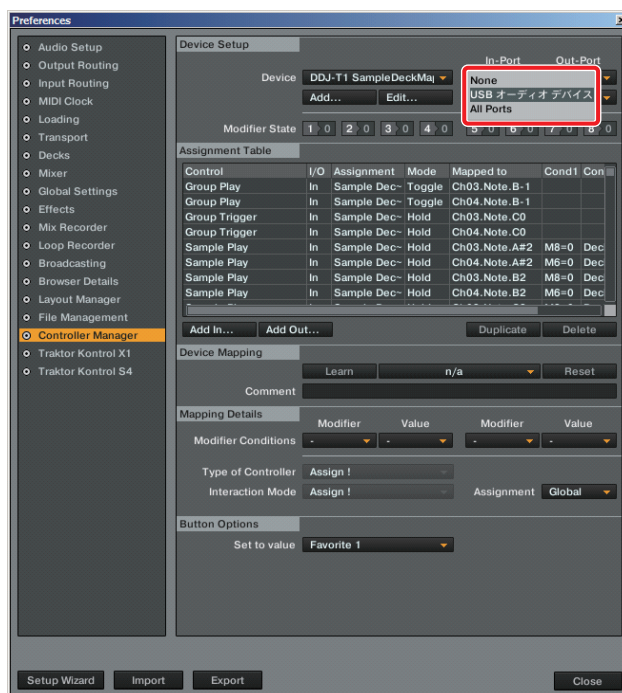 Preferences
Audio Setup
Output Routing
Input Routing
MIDI Clock
Loading
Transport
Decks
Mixer
Global Settings
Effects
Mix Recorder
Loop Recorder
Broadcasting
Browser Details
Layout Manager
File Management
Controller Manager
Traktor Kontrol X1
Traktor Kontrol S4
Device Setup
In-Port Out-Port
Device DDJ-T1 SampleDeckMap
None
USB オーディオ デバイス
All Ports
Add... Edit...
Modifier State 1 0 2 0 3 0 4 0 5 0 6 0 7 0 8 0
Assignment Table
Control I/O Assignment Mode Mapped to Cond1 Con
Group Play In Sample Dec~ Toggle Ch03.Note.B-1
Group Play In Sample Dec~ Toggle Ch04.Note.B-1
Group Trigger In Sample Dec~ Hold Ch03.Note.C0
Group Trigger In Sample Dec~ Hold Ch04.Note.C0
Sample Play In Sample Dec~ Hold Ch03.Note.A#2 M8=0 Dec
Sample Play In Sample Dec~ Hold Ch04.Note.A#2 M6=0 Dec
Sample Play In Sample Dec~ Hold Ch03.Note.B2 M8=0 Dec
Sample Play In Sample Dec~ Hold Ch04.Note.B2 M6=0 Dec
Add In... Add Out... Duplicate Delete
Device Mapping
Learn n/a Reset
Comment
Mapping Details
Modifier Value Modifier Value
Modifier Conditions - - - -
Type of Controller Assign !
Interaction Mode Assign ! Assignment Global
Button Options
Set to value Favorite 1
Setup Wizard Import Export Close